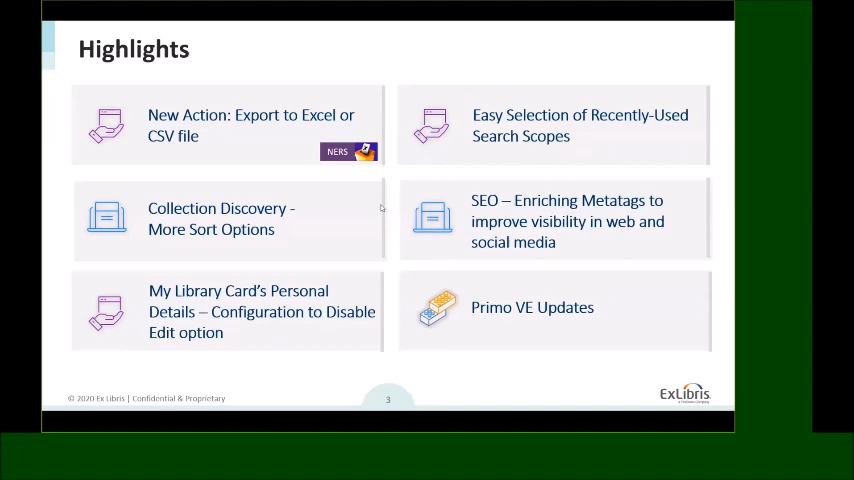 Highlights
New Action: Export to Excel or
CSV file
NERS
Easy Selection of Recently-Used
Search Scopes
Collection Discovery -
More Sort Options
SEO – Enriching Metatags to
improve visibility in web and
social media
My Library Card's Personal
Details – Configuration to Disable
Edit option
Primo VE Updates
© 2020 Ex Libris | Confidential & Proprietary
3
ExLibris